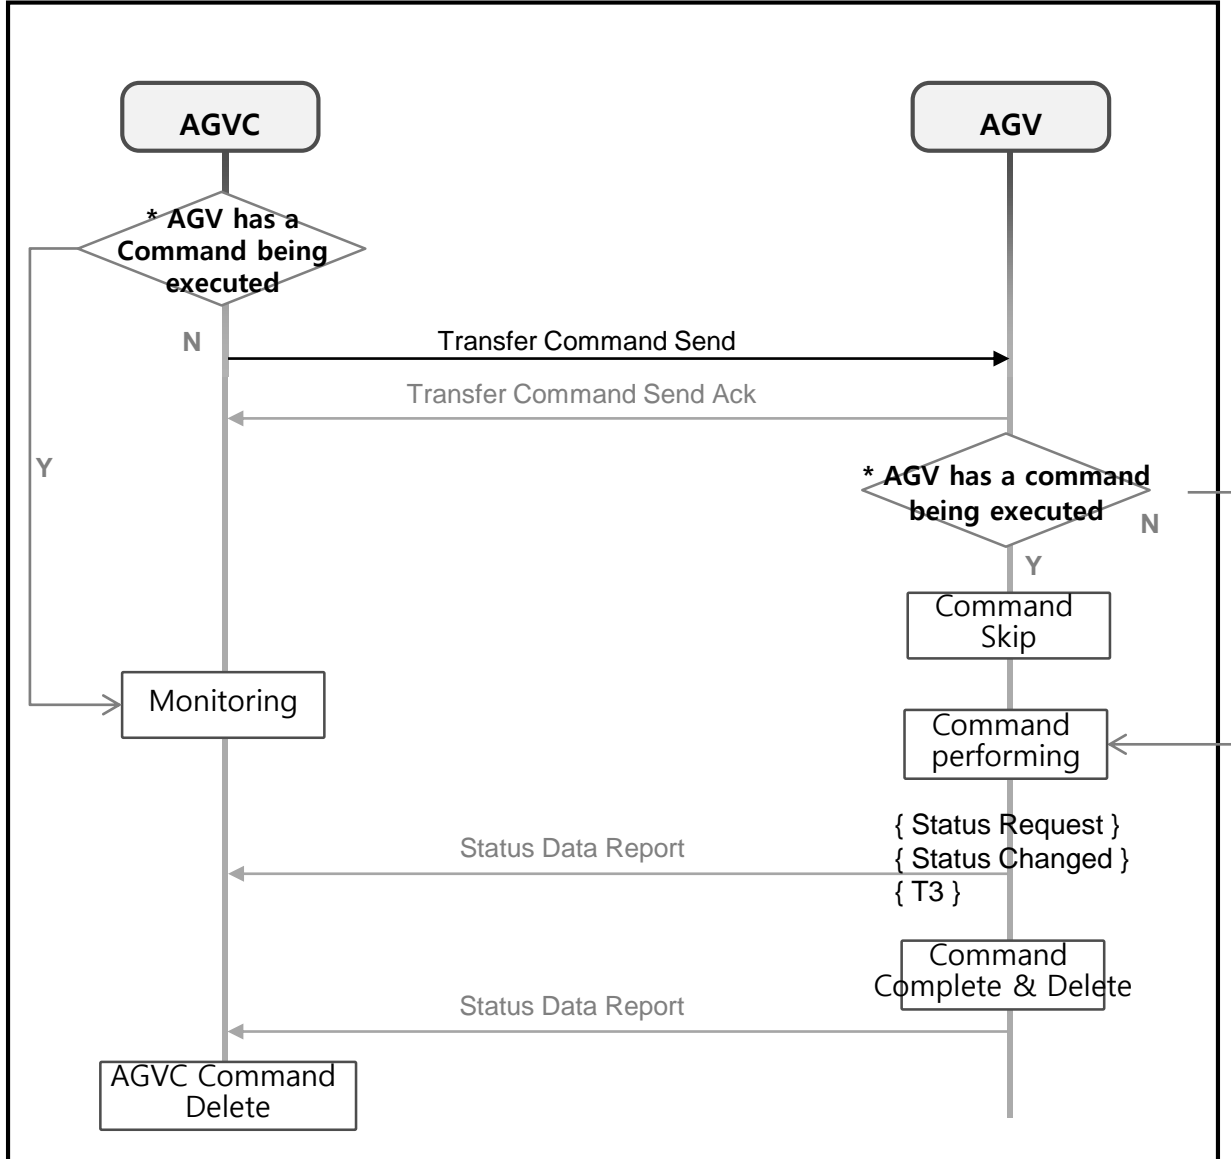 AGVC
AGV
* AGV has a
Command being
executed
N
Transfer Command Send
Transfer Command Send Ack
Y
* AGV has a command
being executed
N
Y
Command
Skip
Monitoring
Command
performing
{ Status Request }
Status Data Report
{ Status Changed }
{ T3 }
Command
Complete & Delete
Status Data Report
AGVC Command
Delete